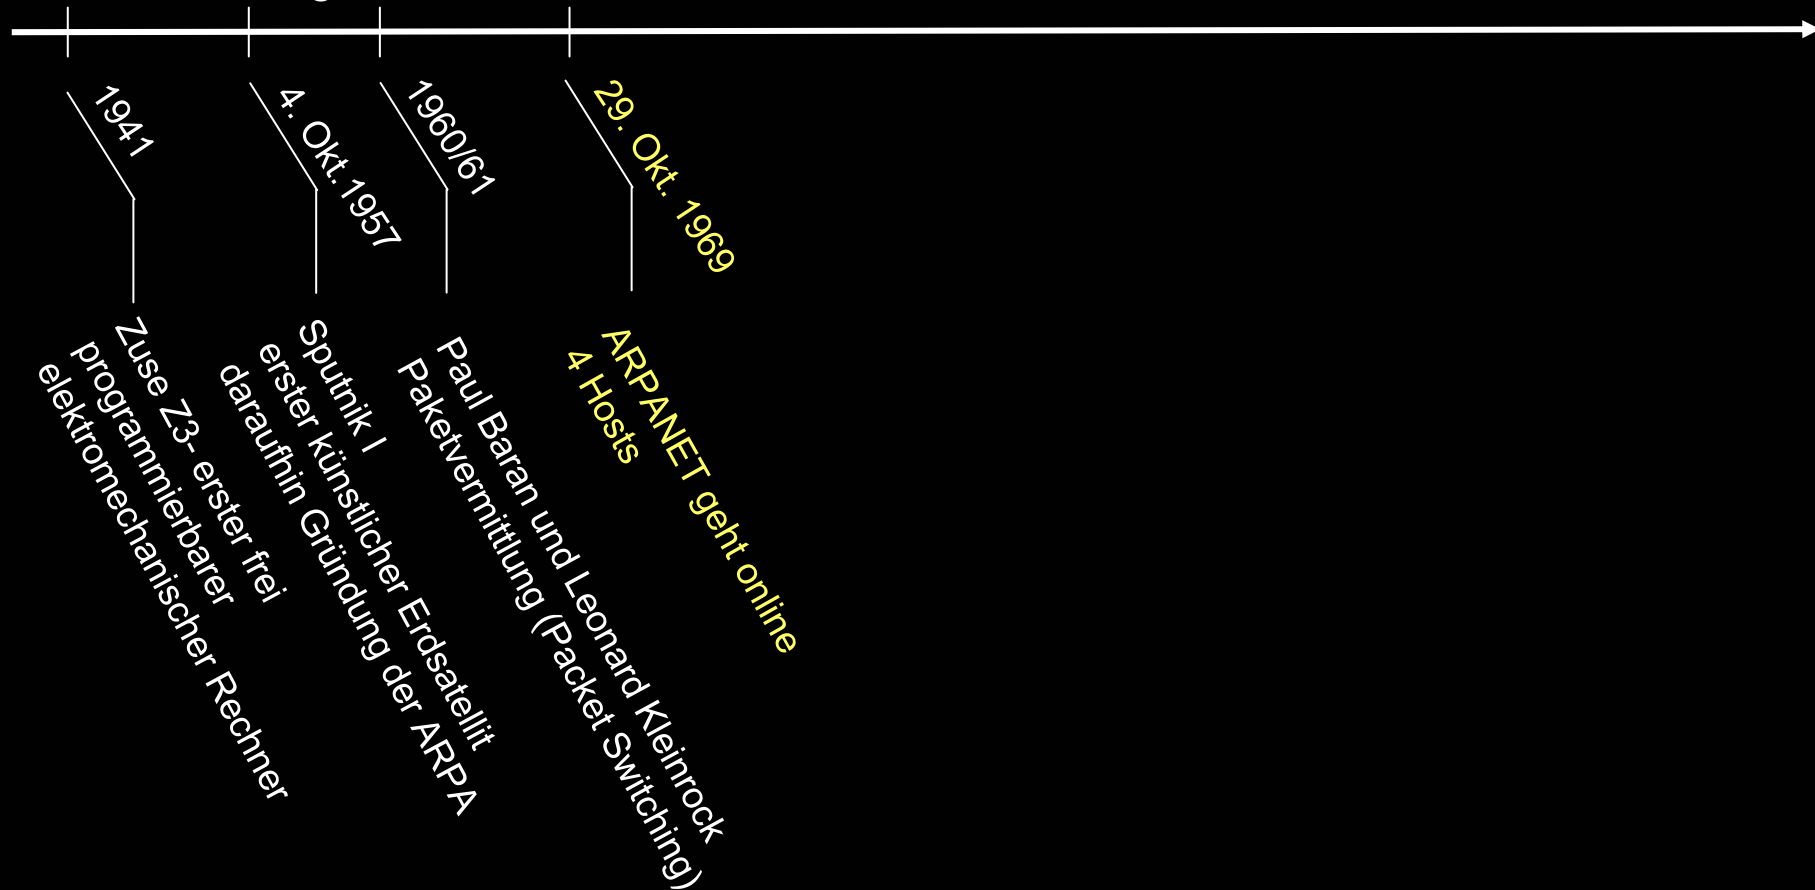 1941
4. Okt.1957
1960/61
29. Okt. 1969
Zuse Z3- erster frei
programmierbarer
elektromechanischer Rechner
Sputnik I
erster künstlicher Erdsatellit
daraufhin Gründung der ARPA
Paul Baran und Leonard Kleinrock
Paketvermittlung (Packet Switching)
ARPANET geht online
4 Hosts